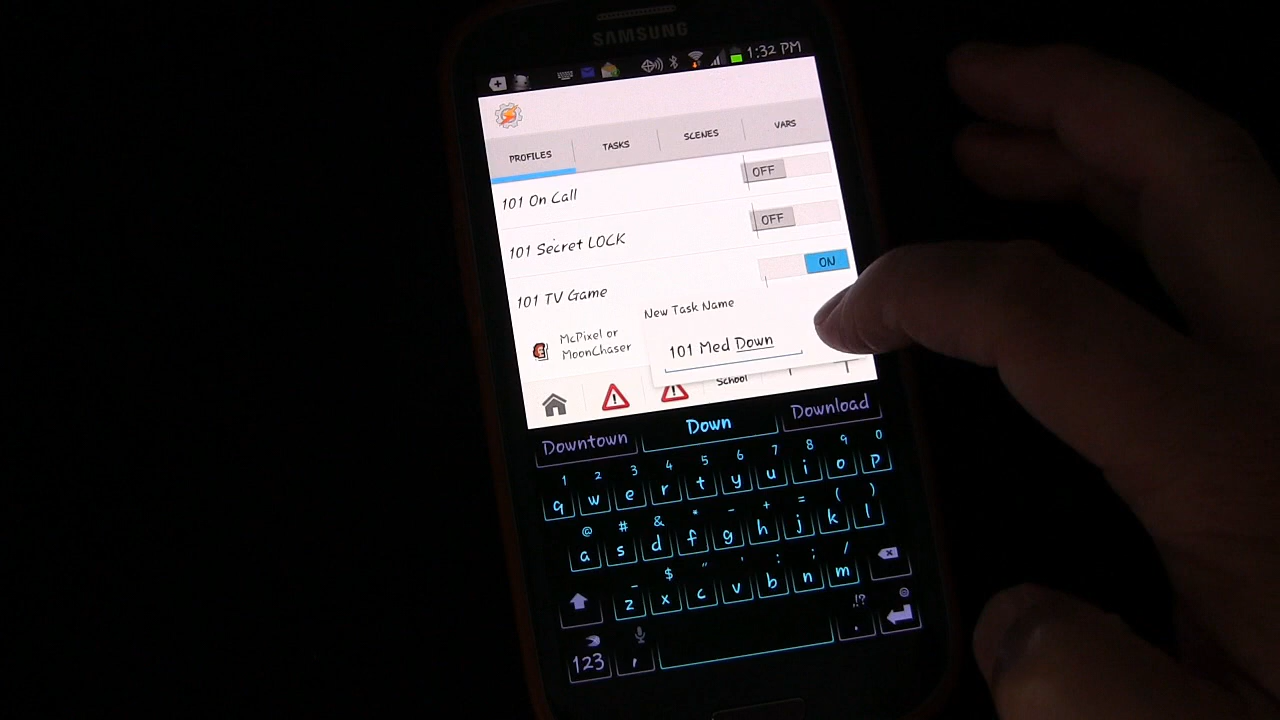 SAMSUNG
1:32 PM
PROFILES TASKS SCENES VARS
101 On Call OFF
101 Secret LOCK OFF
101 TV Game ON
New Task Name
McPixel or
MoonChaser
101 Med Down
School
Downtown Down Download
1 2 3 4 5 6 7 8 9 0
q w e r t y u i o p
@ # & * - + = ( )
a s d f g h j k l
_ $ " ' : ; /
z x c v b n m
,!?
123 , .